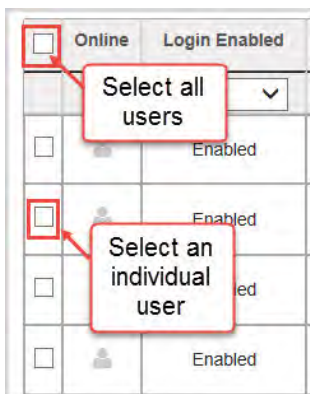 Online Login Enabled
Select all
users
Enabled
Enabled
Select an
individual
user
Enabled